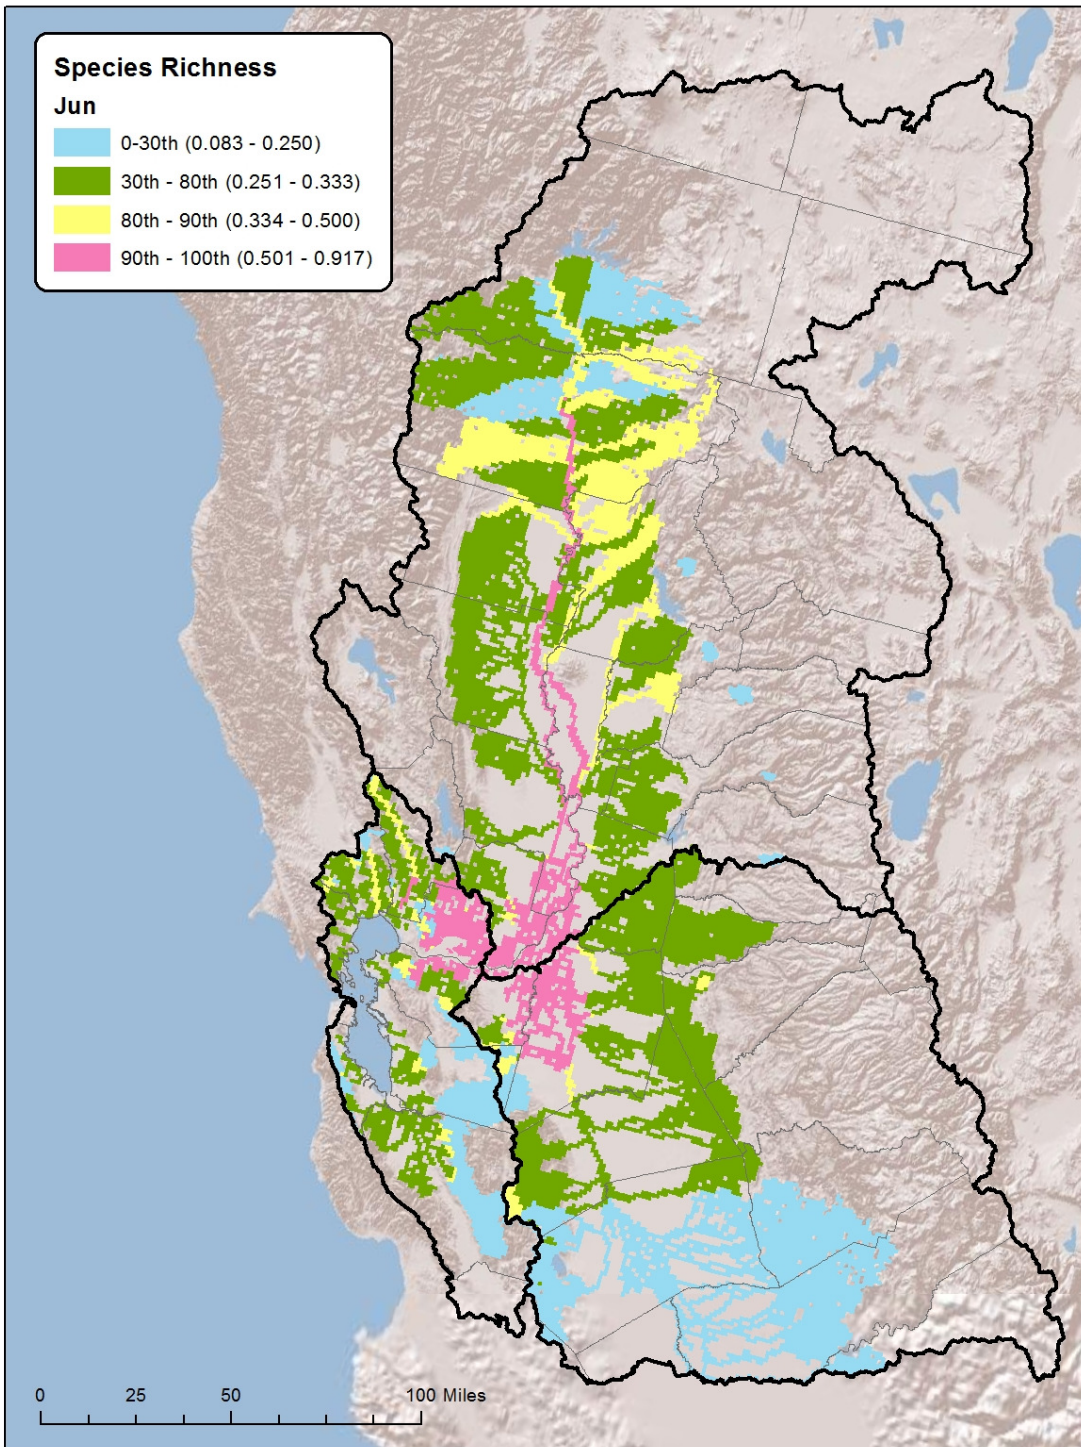 Species Richness
Jun
0-30th (0.083 - 0.250)
30th - 80th (0.251 - 0.333)
80th - 90th (0.334 - 0.500)
90th - 100th (0.501 - 0.917)
0 25 50 100 Miles